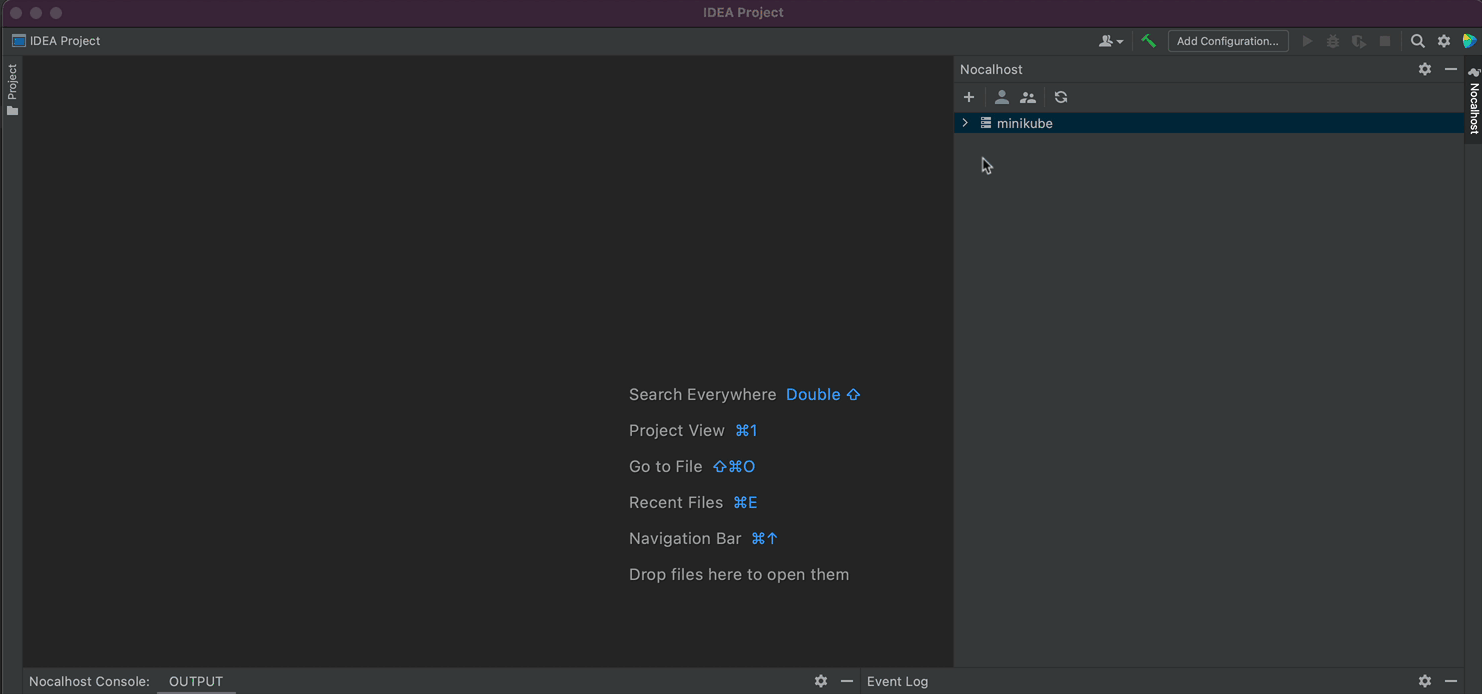 IDEA Project
IDEA Project
Add Configuration...
Project
Nocalhost
Nocalhost
minikube
Search Everywhere Double ⇧
Project View ⌘1
Go to File ⇧⌘O
Recent Files ⌘E
Navigation Bar ⌘↑
Drop files here to open them
Nocalhost Console: OUTPUT
Event Log